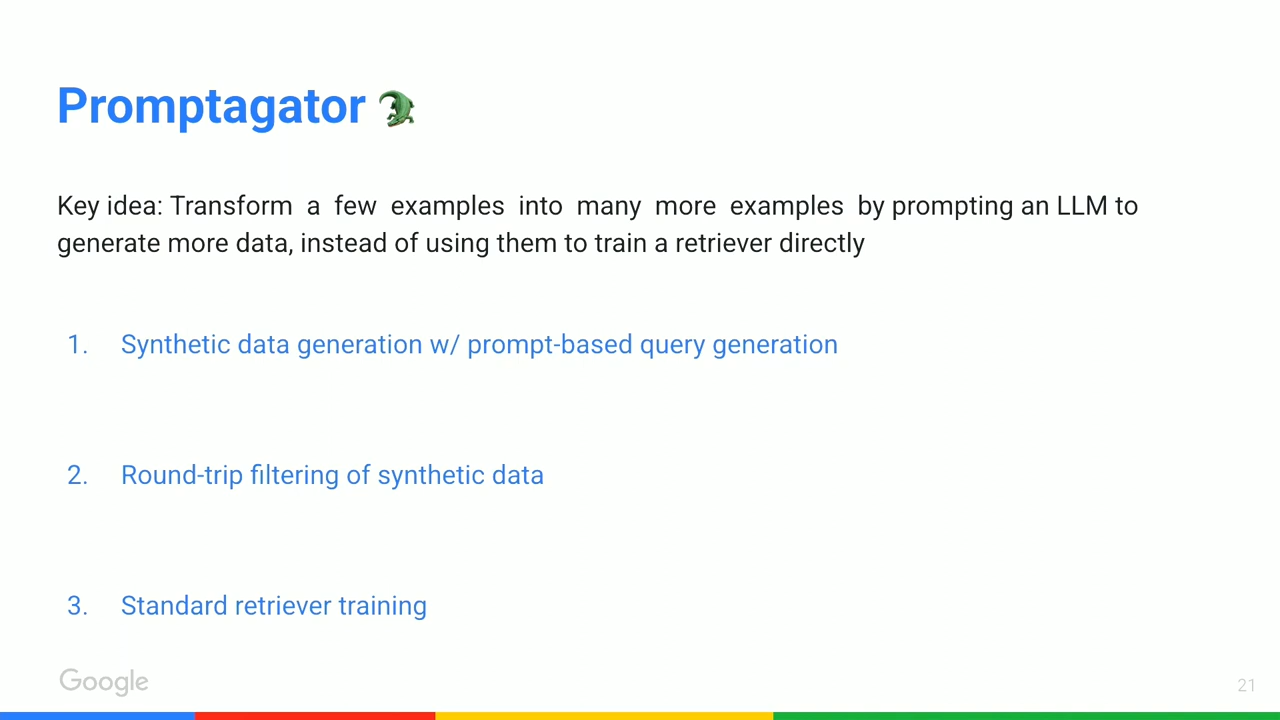 Promptagator 🐊
Key idea: Transform a few examples into many more examples by prompting an LLM to
generate more data, instead of using them to train a retriever directly
1. Synthetic data generation w/ prompt-based query generation
2. Round-trip filtering of synthetic data
3. Standard retriever training
Google
21